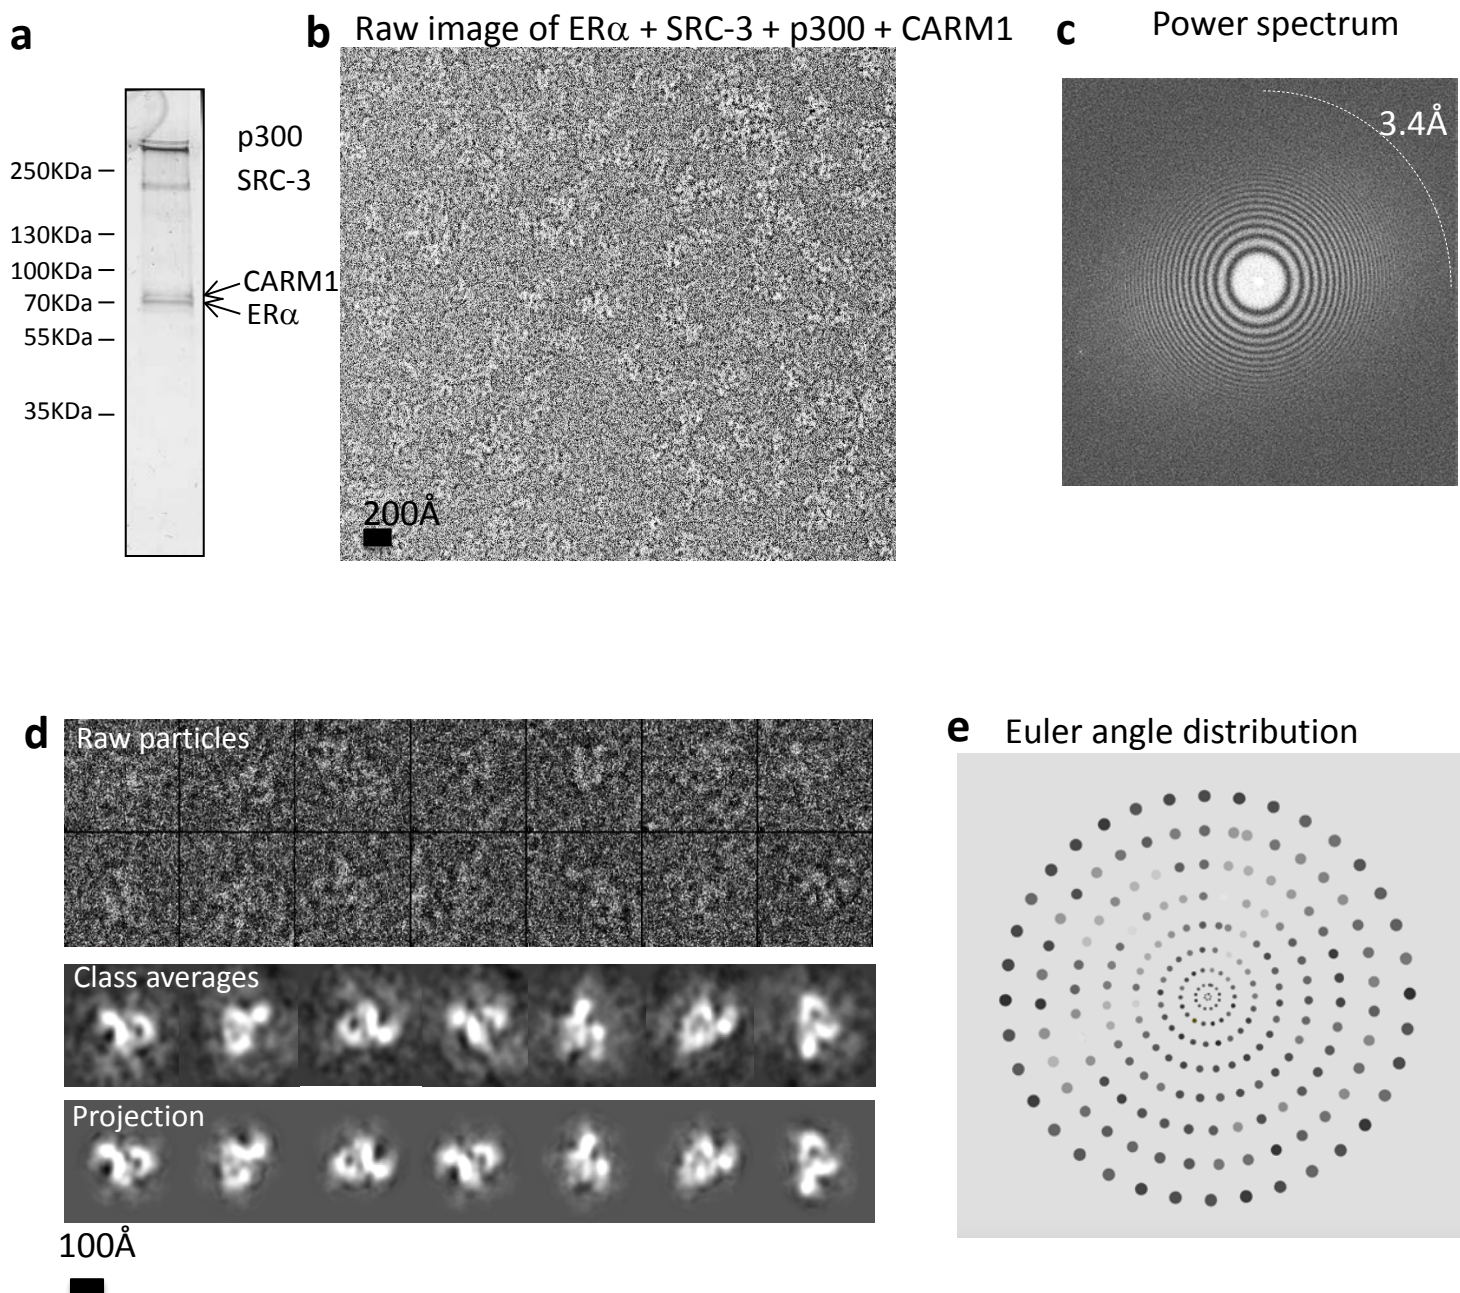 a
p300
250KDa
SRC-3
130KDa
100KDa
CARM1
70KDa
ERα
55KDa
35KDa
b Raw image of ERα + SRC-3 + p300 + CARM1
200Å
c Power spectrum
3.4Å
d Raw particles
Class averages
Projection
100Å
e Euler angle distribution